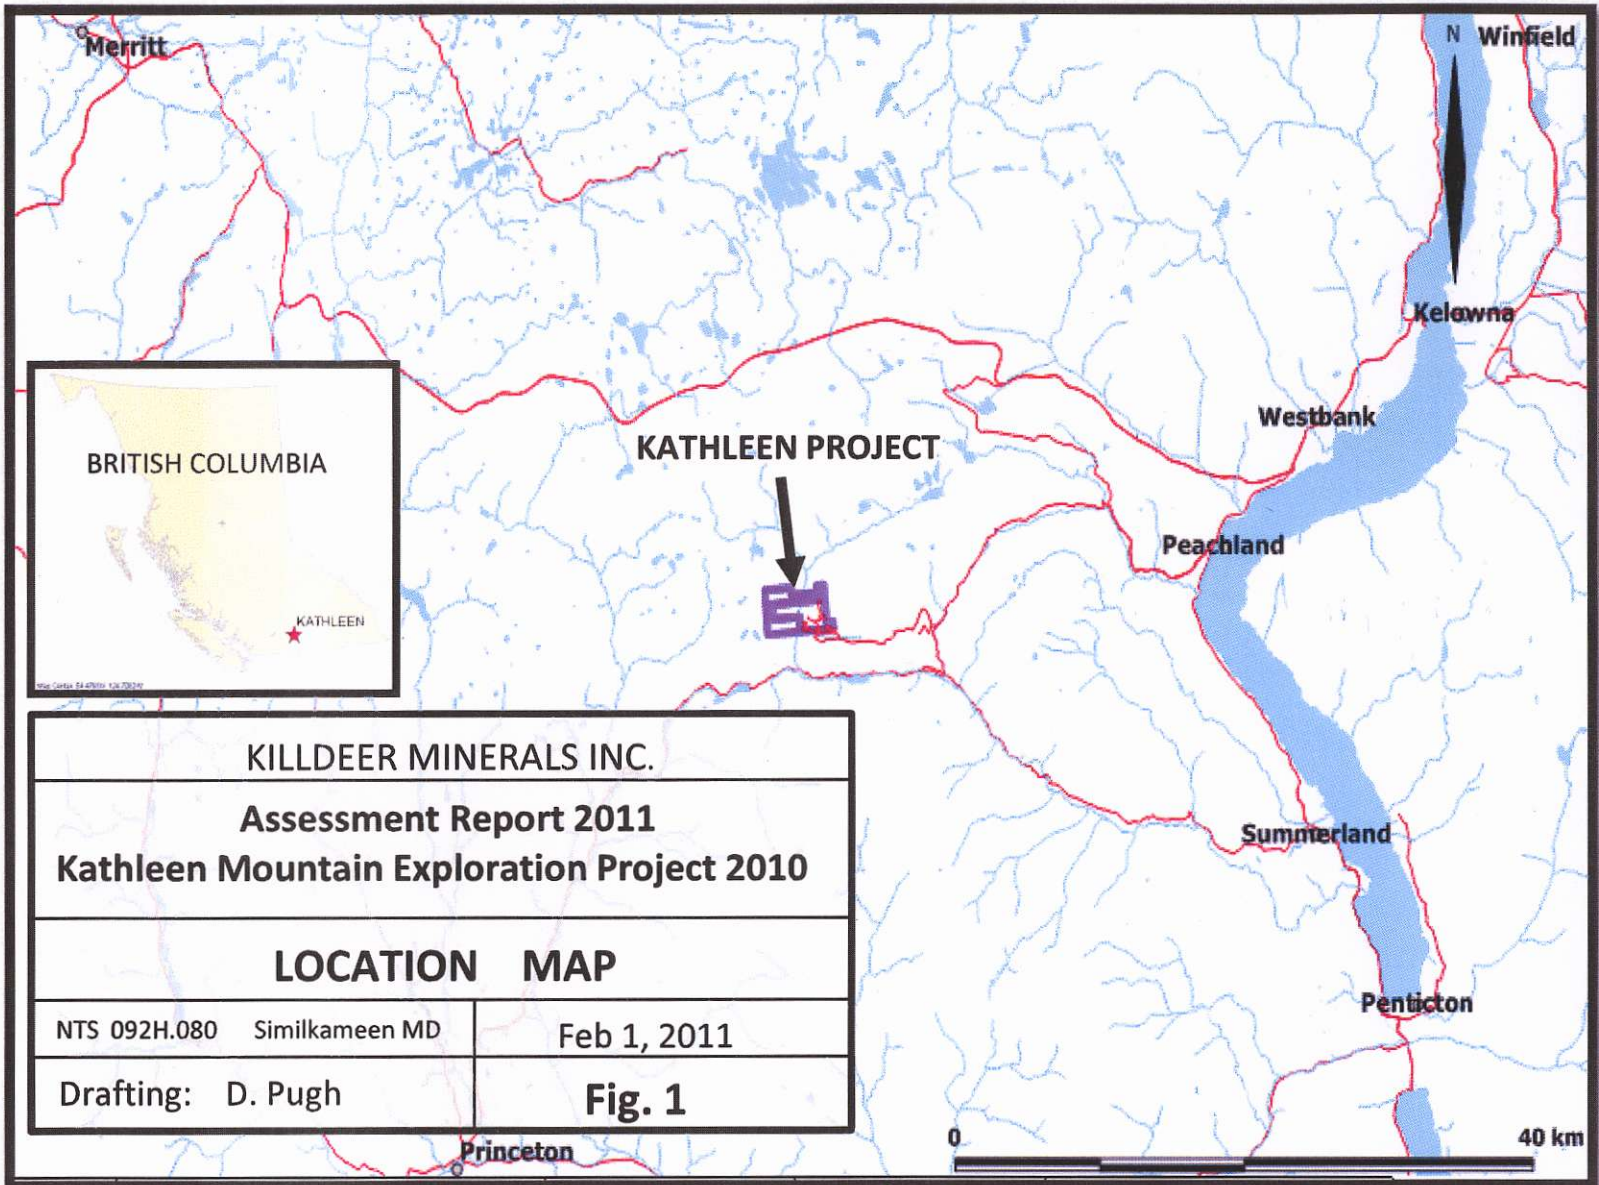 Merritt
N
Winfield
Kelowna
Westbank
KATHLEEN PROJECT
Peachland
BRITISH COLUMBIA
KATHLEEN
KILLDEER MINERALS INC.
Assessment Report 2011
Kathleen Mountain Exploration Project 2010
LOCATION MAP
NTS 092H.080 Similkameen MD
Feb 1, 2011
Drafting: D. Pugh
Fig. 1
Summerland
Penticton
Princeton
0
40 km